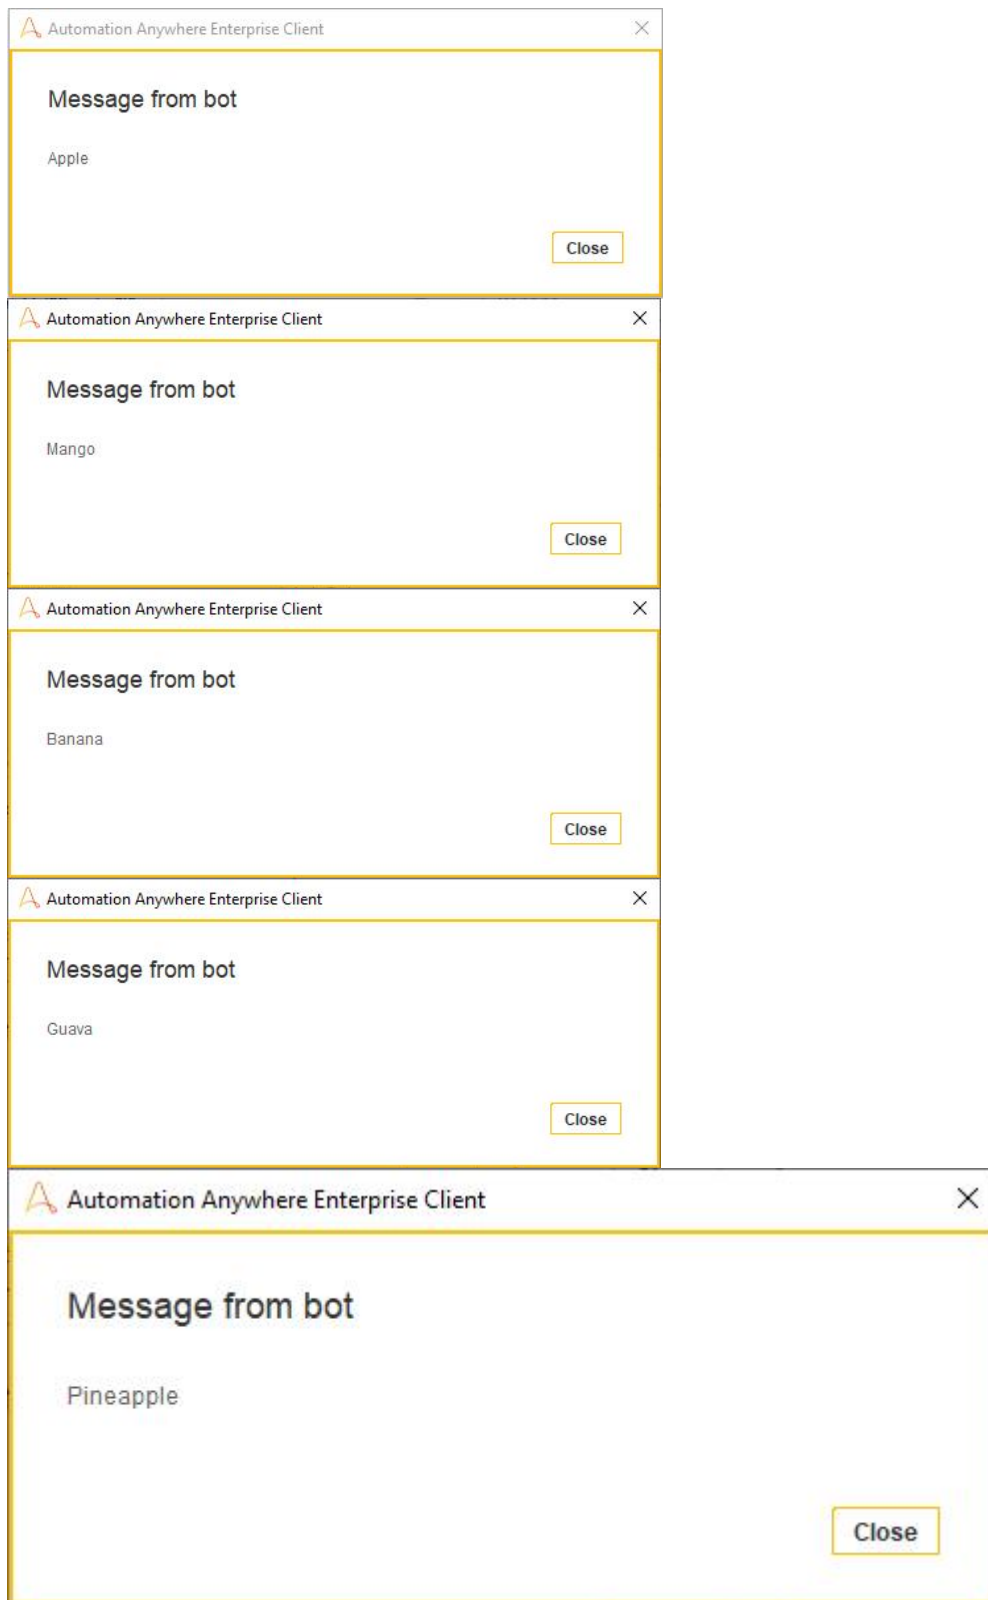 Automation Anywhere Enterprise Client
Message from bot
Apple
Close
Automation Anywhere Enterprise Client
Message from bot
Mango
Close
Automation Anywhere Enterprise Client
Message from bot
Banana
Close
Automation Anywhere Enterprise Client
Message from bot
Guava
Close
Automation Anywhere Enterprise Client
Message from bot
Pineapple
Close